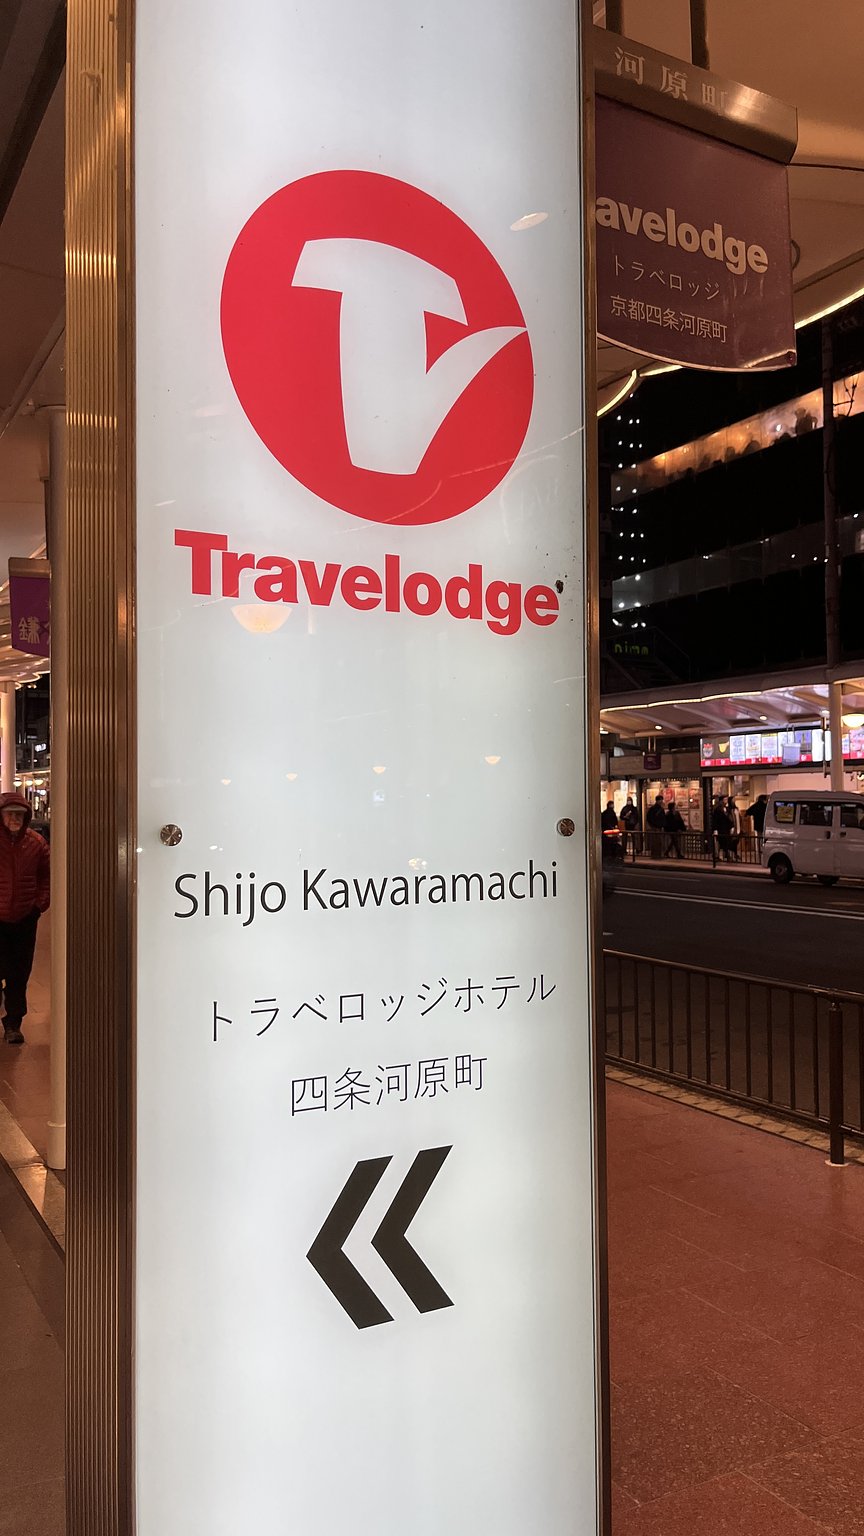 Travelodge
Shijo Kawaramachi
トラベロッジホテル
四条河原町
河原町
avelodge
トラベロッジ
京都四条河原町